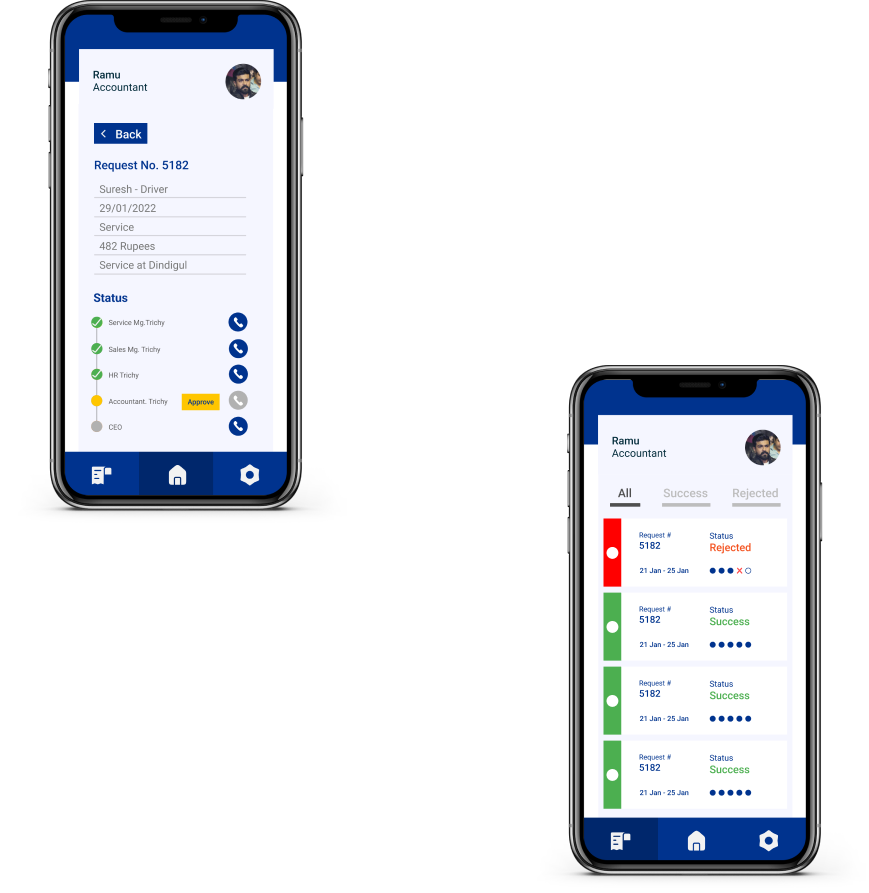 Ramu
Accountant
Back
Request No. 5182
Suresh - Driver
29/01/2022
Service
482 Rupees
Service at Dindigul
Status
Service Mg.Trichy
Sales Mg. Trichy
HR Trichy
Accountant. Trichy Approve
CEO
Ramu
Accountant
All Success Rejected
Request # Status
5182 Rejected
21 Jan - 25 Jan
Request # Status
5182 Success
21 Jan - 25 Jan
Request # Status
5182 Success
21 Jan - 25 Jan
Request # Status
5182 Success
21 Jan - 25 Jan